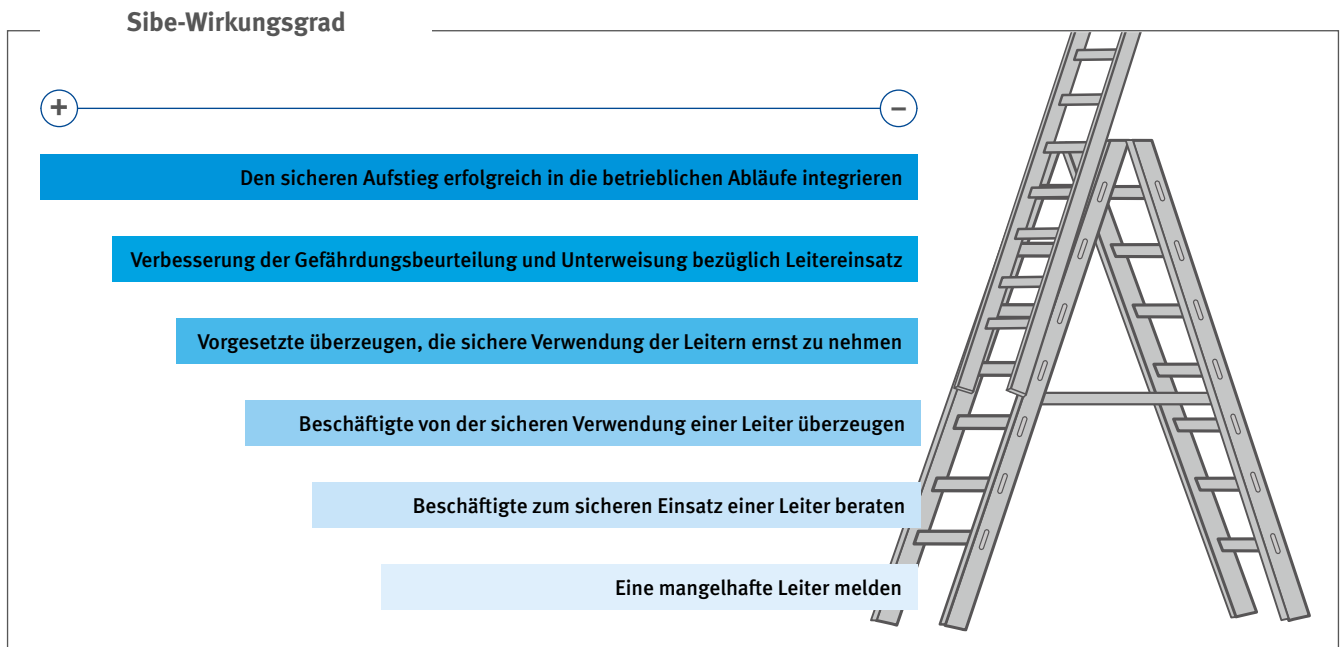 Sibe-Wirkungsgrad
+ –
Den sicheren Aufstieg erfolgreich in die betrieblichen Abläufe integrieren
Verbesserung der Gefährdungsbeurteilung und Unterweisung bezüglich Leitereinsatz
Vorgesetzte überzeugen, die sichere Verwendung der Leitern ernst zu nehmen
Beschäftigte von der sicheren Verwendung einer Leiter überzeugen
Beschäftigte zum sicheren Einsatz einer Leiter beraten
Eine mangelhafte Leiter melden